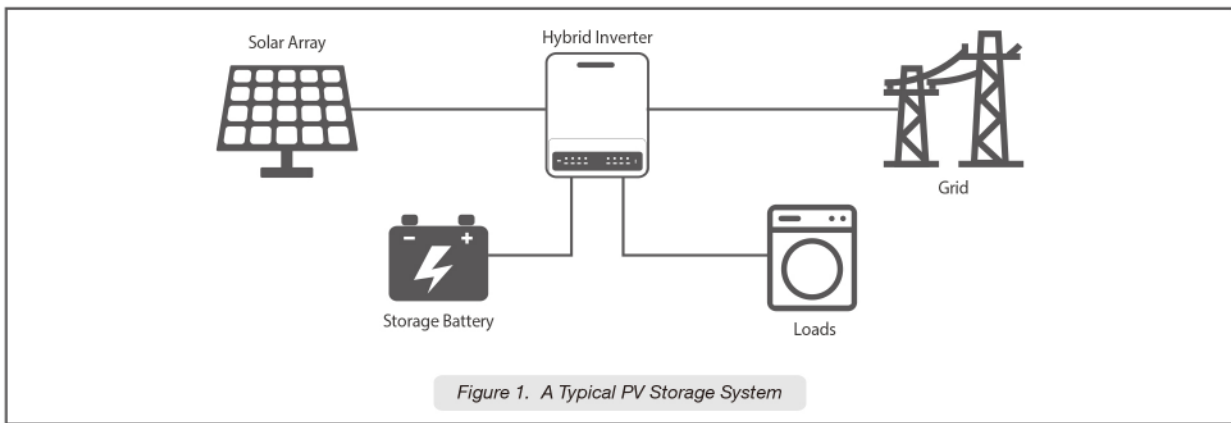 Solar Array
Hybrid Inverter
Grid
Storage Battery
Loads
Figure 1. A Typical PV Storage System